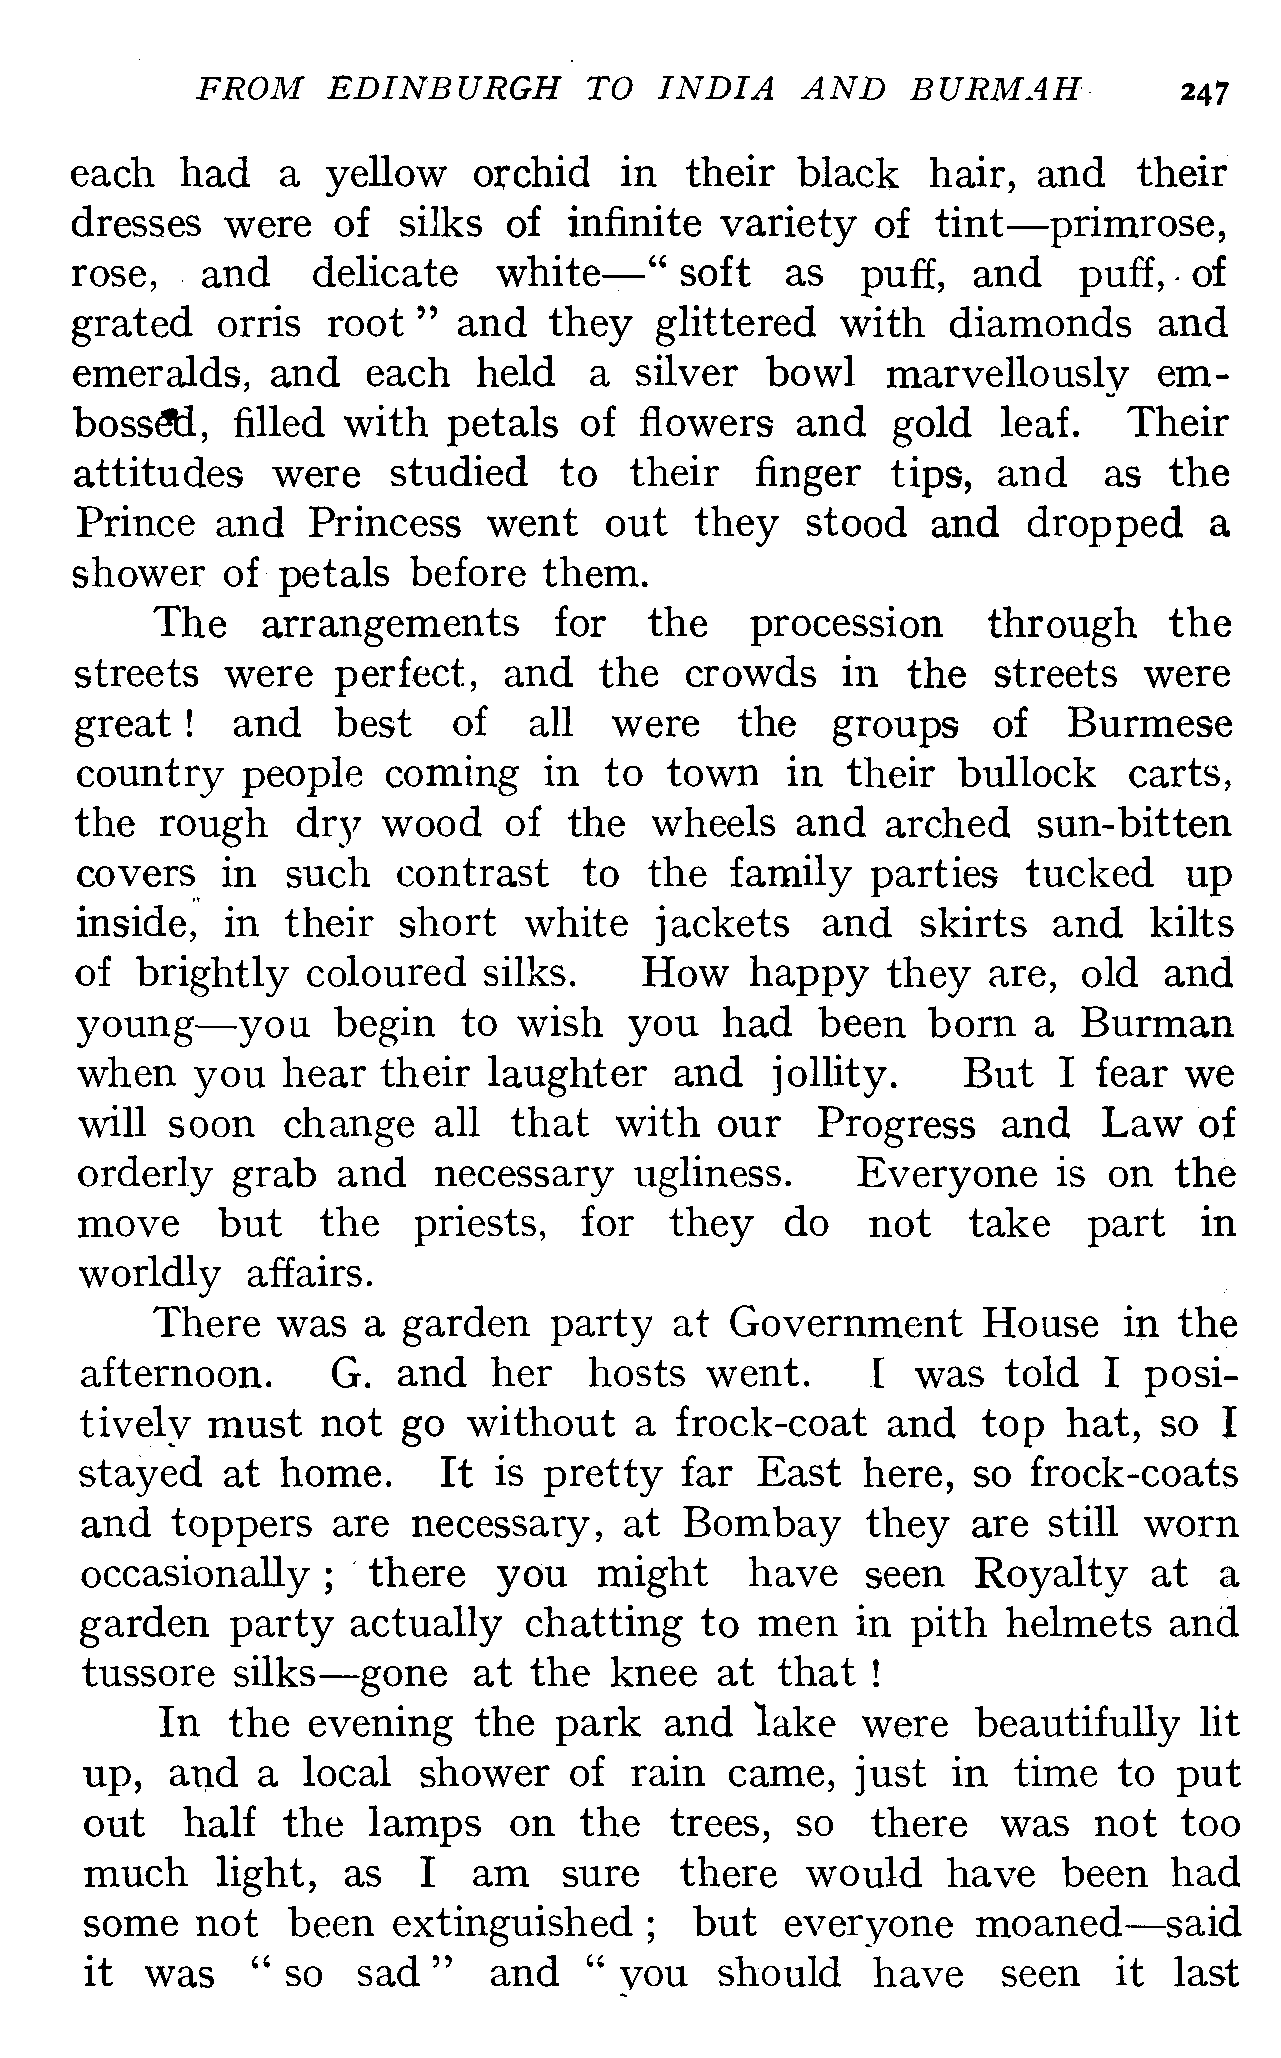 FROM EDINBURGH TO INDIA AND BURMAH 247
each had a yellow orchid in their black hair, and their
dresses were of silks of infinite variety of tint—primrose,
rose, and delicate white—“ soft as puff, and puff, of
grated orris root ” and they glittered with diamonds and
emeralds, and each held a silver bowl marvellously em-
bossed, filled with petals of flowers and gold leaf. Their
attitudes were studied to their finger tips, and as the
Prince and Princess went out they stood and dropped a
shower of petals before them.
The arrangements for the procession through the
streets were perfect, and the crowds in the streets were
great ! and best of all were the groups of Burmese
country people coming in to town in their bullock carts,
the rough dry wood of the wheels and arched sun-bitten
covers in such contrast to the family parties tucked up
inside, in their short white jackets and skirts and kilts
of brightly coloured silks. How happy they are, old and
young—you begin to wish you had been born a Burman
when you hear their laughter and jollity. But I fear we
will soon change all that with our Progress and Law of
orderly grab and necessary ugliness. Everyone is on the
move but the priests, for they do not take part in
worldly affairs.
There was a garden party at Government House in the
afternoon. G. and her hosts went. I was told I posi-
tively must not go without a frock-coat and top hat, so I
stayed at home. It is pretty far East here, so frock-coats
and toppers are necessary, at Bombay they are still worn
occasionally ; there you might have seen Royalty at a
garden party actually chatting to men in pith helmets and
tussore silks—gone at the knee at that !
In the evening the park and lake were beautifully lit
up, and a local shower of rain came, just in time to put
out half the lamps on the trees, so there was not too
much light, as I am sure there would have been had
some not been extinguished ; but everyone moaned—said
it was “ so sad ” and “ you should have seen it last